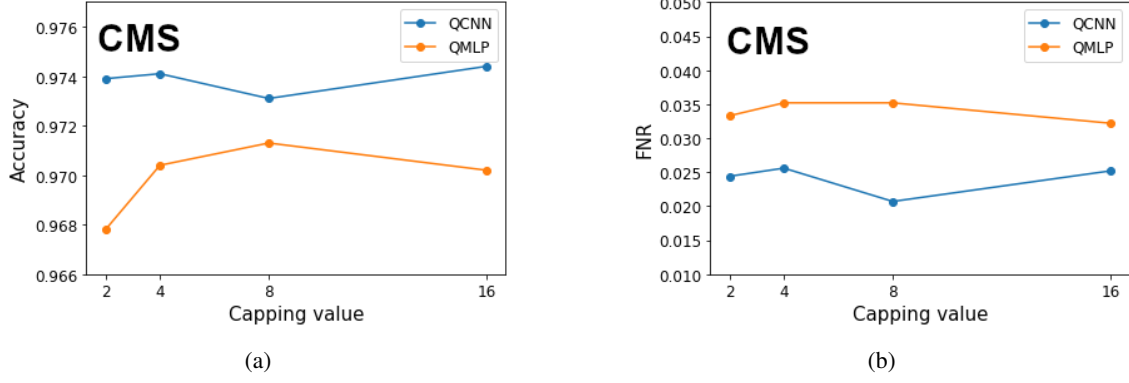 CMS
QCNN
QMLP
0.976
0.974
0.972
0.970
0.968
0.966
Accuracy
2 4 8 16
Capping value
(a)
CMS
QCNN
QMLP
0.050
0.045
0.040
0.035
0.030
0.025
0.020
0.015
0.010
FNR
2 4 8 16
Capping value
(b)